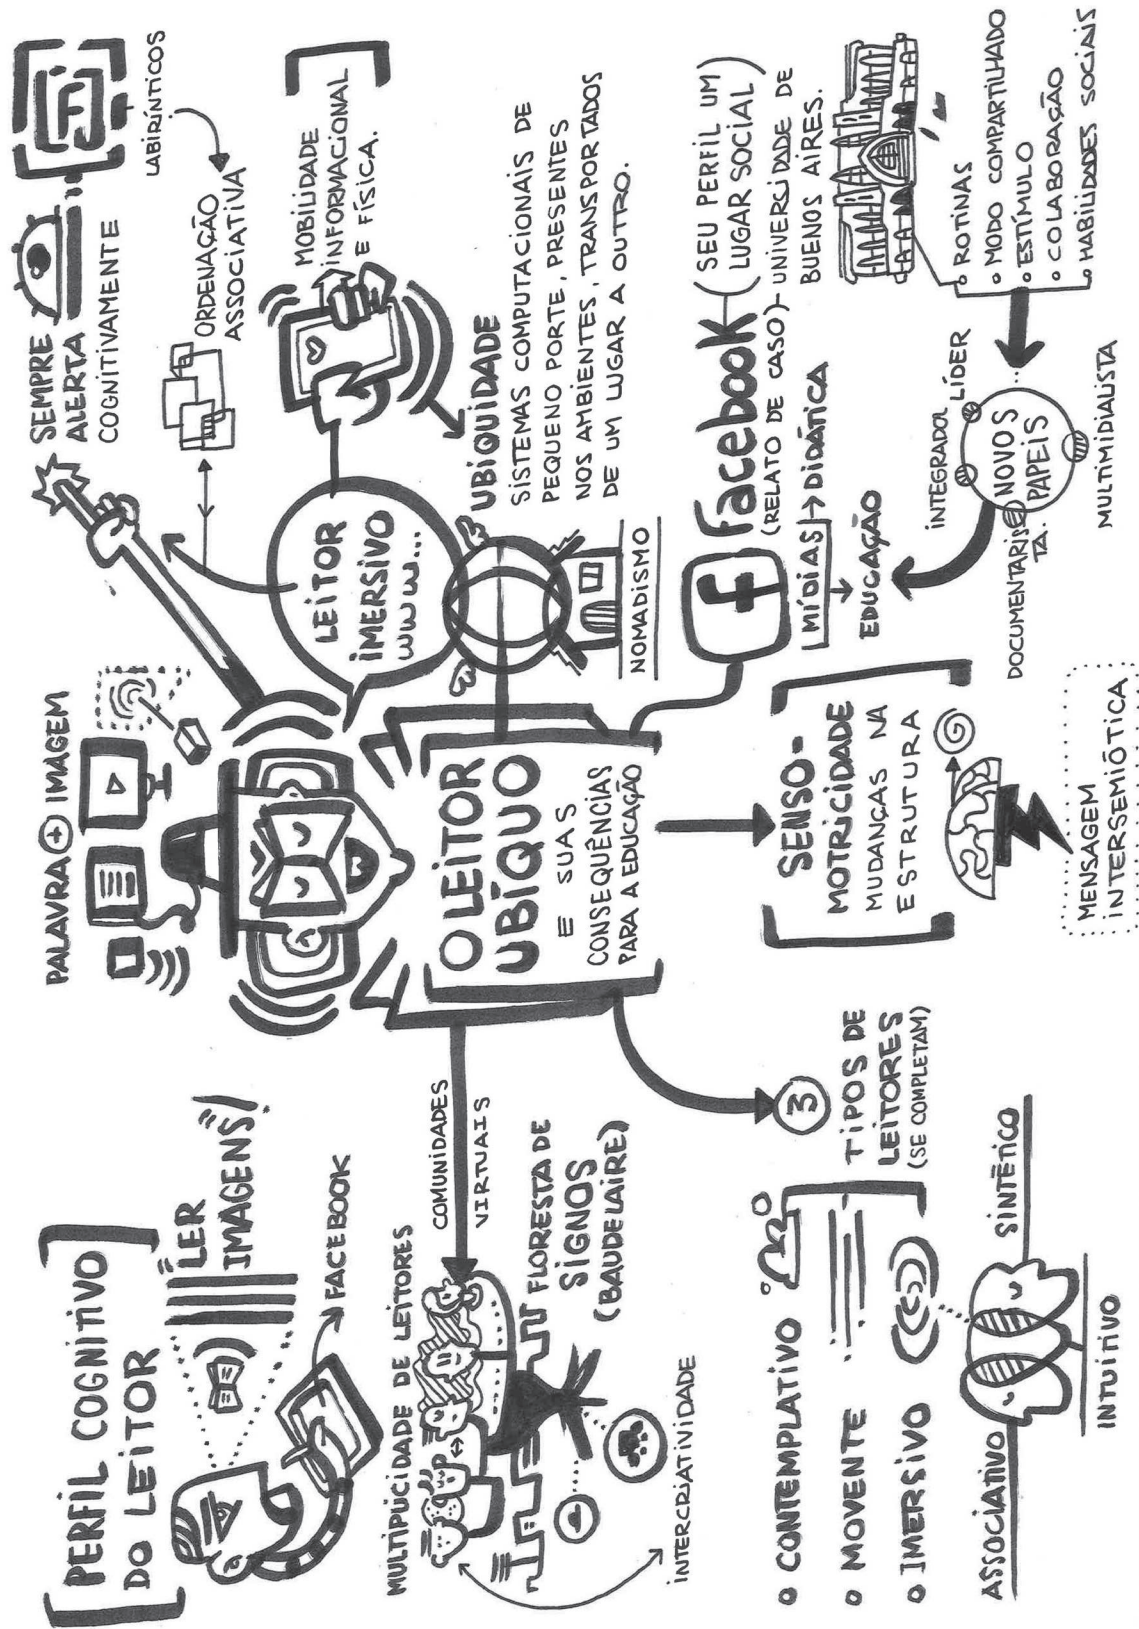 PERFIL COGNITIVO
DO LEITOR
LER
IMAGENS
FACEBOOK
PALAVRA + IMAGEM
SEMPRE
ALERTA
COGNITIVAMENTE
LABIRÍNTICOS
ORDENAÇÃO
ASSOCIATIVA
LEITOR
IMERSIVO
WWW...
MOBILIDADE
INFORMACIONAL
E FÍSICA.
UBIQUIDADE
SISTEMAS COMPUTACIONAIS DE
PEQUENO PORTE, PRESENTES
NOS AMBIENTES, TRANSPORTADOS
DE UM LUGAR A OUTRO.
NOMADISMO
O LEITOR
UBÍQUO
E SUAS
CONSEQUÊNCIAS
PARA A EDUCAÇÃO
COMUNIDADES
VIRTUAIS
MULTIPLICIDADE DE LEITORES
FLORESTA DE
SIGNOS
(BAUDELAIRE)
INTERCRIATIVIDADE
3
TIPOS DE
LEITORES
(SE COMPLETAM)
CONTEMPLATIVO
MOVENTE
IMERSIVO
ASSOCIATIVO
SINTÉTICO
INTUITIVO
SENSO-
MOTRICIDADE
MUDANÇAS NA
ESTRUTURA
MENSAGEM
INTERSEMIÓTICA
f
facebook
(SEU PERFIL UM
LUGAR SOCIAL)
(RELATO DE CASO)- UNIVERCIDADE DE
BUENOS AIRES.
MÍDIAS → DIDÁTICA
EDUCAÇÃO
ROTINAS
MODO COMPARTILHADO
ESTÍMULO
COLABORAÇÃO
HABILIDADES SOCIAIS
NOVOS
PAPEIS
INTEGRADOR
LÍDER
DOCUMENTARIS
TA.
MULTIMIDIALISTA